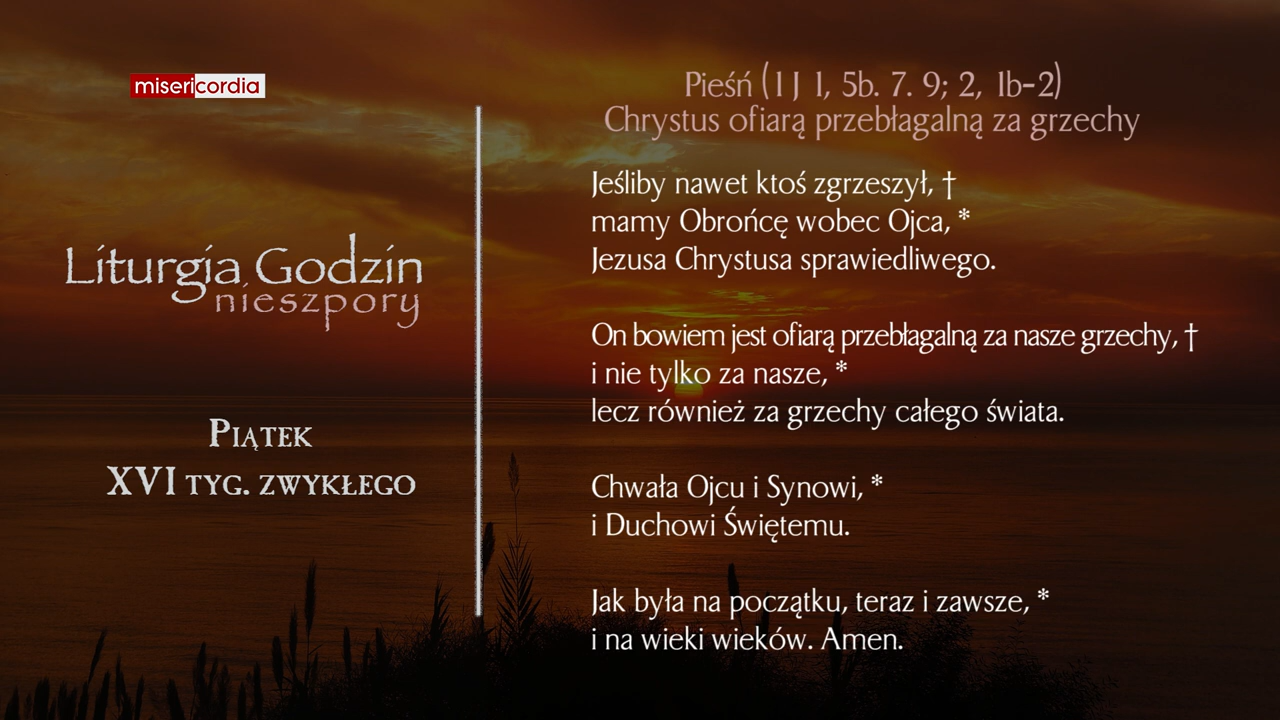 misericordia
Liturgia Godzin
nieszpory
Piątek
XVI tyg. zwykłego
Pieśń (1 J 1, 5b. 7. 9; 2, 1b-2)
Chrystus ofiarą przebłagalną za grzechy
Jeśliby nawet ktoś zgrzeszył, †
mamy Obrońcę wobec Ojca, *
Jezusa Chrystusa sprawiedliwego.
On bowiem jest ofiarą przebłagalną za nasze grzechy, †
i nie tylko za nasze, *
lecz również za grzechy całego świata.
Chwała Ojcu i Synowi, *
i Duchowi Świętemu.
Jak była na początku, teraz i zawsze, *
i na wieki wieków. Amen.